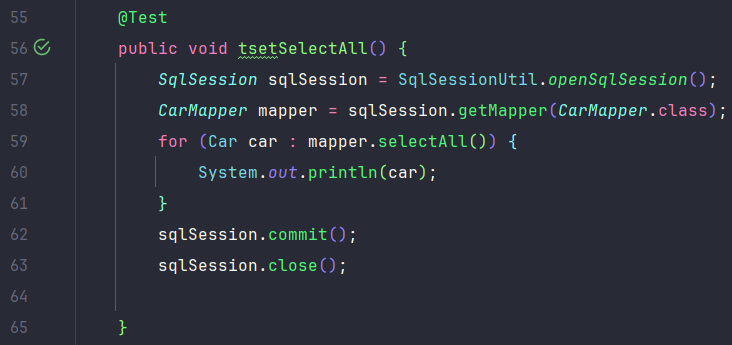 55 @Test
56 public void tsetSelectAll() {
57 SqlSession sqlSession = SqlSessionUtil.openSqlSession();
58 CarMapper mapper = sqlSession.getMapper(CarMapper.class);
59 for (Car car : mapper.selectAll()) {
60 System.out.println(car);
61 }
62 sqlSession.commit();
63 sqlSession.close();
64
65 }